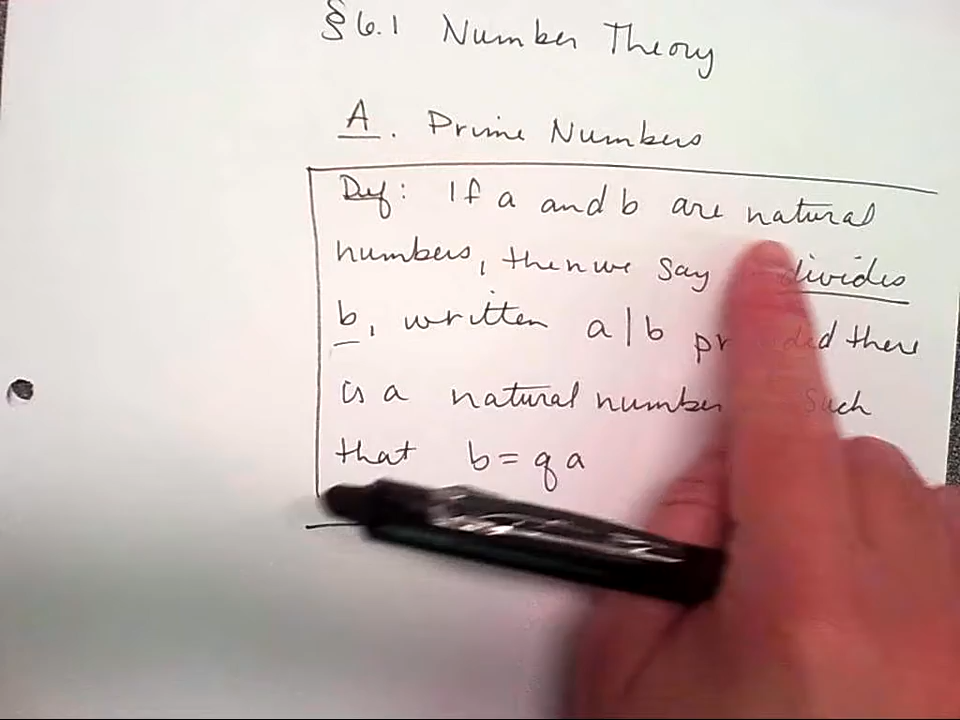 § 6.1 Number Theory
A. Prime Numbers
Def: If a and b are natural
numbers, then we say divides
b, written a|b provided there
is a natural number such
that b = qa